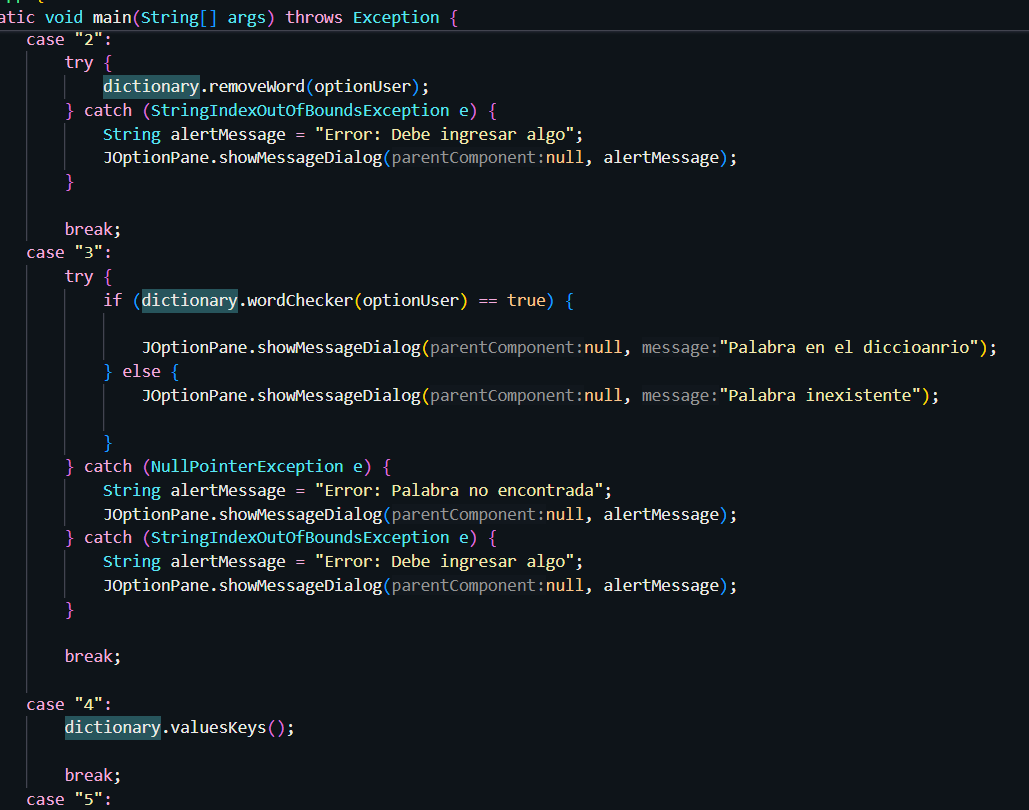 atic void main(String[] args) throws Exception {
case "2":
try {
dictionary.removeWord(optionUser);
} catch (StringIndexOutOfBoundsException e) {
String alertMessage = "Error: Debe ingresar algo";
JOptionPane.showMessageDialog(parentComponent:null, alertMessage);
}
break;
case "3":
try {
if (dictionary.wordChecker(optionUser) == true) {
JOptionPane.showMessageDialog(parentComponent:null, message:"Palabra en el diccioanrio");
} else {
JOptionPane.showMessageDialog(parentComponent:null, message:"Palabra inexistente");
}
} catch (NullPointerException e) {
String alertMessage = "Error: Palabra no encontrada";
JOptionPane.showMessageDialog(parentComponent:null, alertMessage);
} catch (StringIndexOutOfBoundsException e) {
String alertMessage = "Error: Debe ingresar algo";
JOptionPane.showMessageDialog(parentComponent:null, alertMessage);
}
break;
case "4":
dictionary.valuesKeys();
break;
case "5":